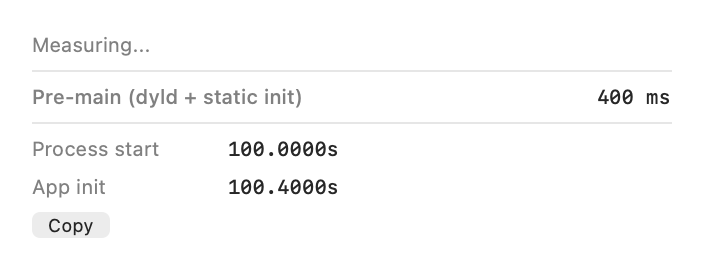 Measuring...
Pre-main (dyld + static init) 400 ms
Process start 100.0000s
App init 100.4000s
Copy